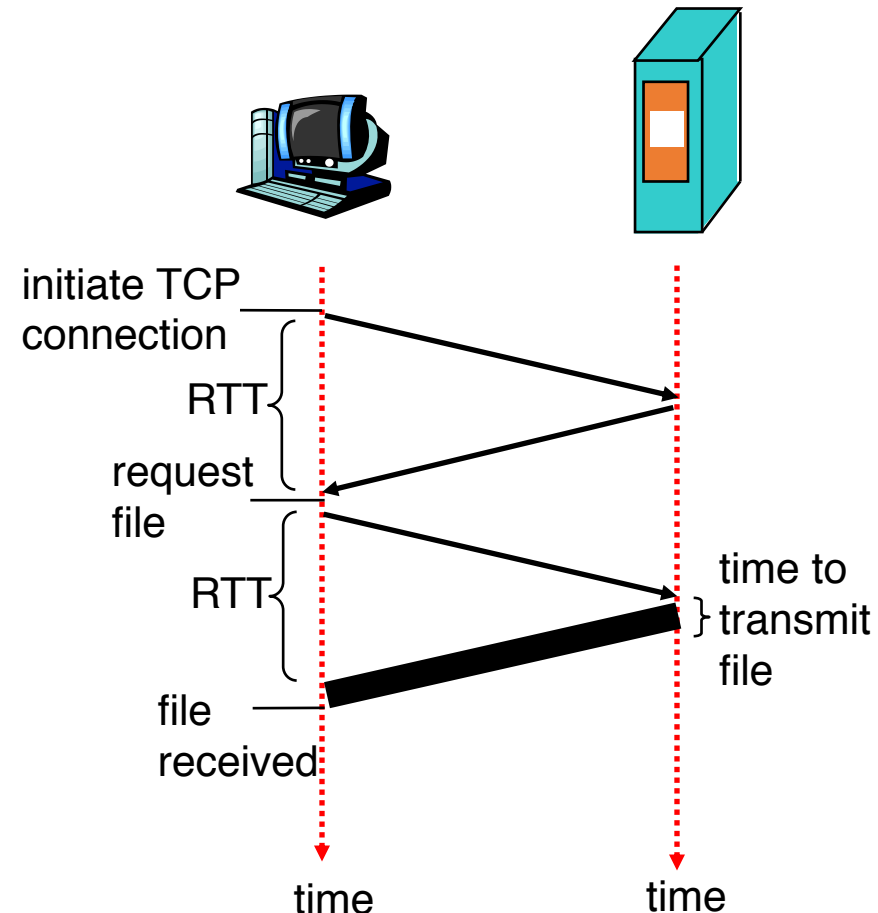 initiate TCP
connection
RTT
request
file
RTT
time to
transmit
file
file
received
time
time